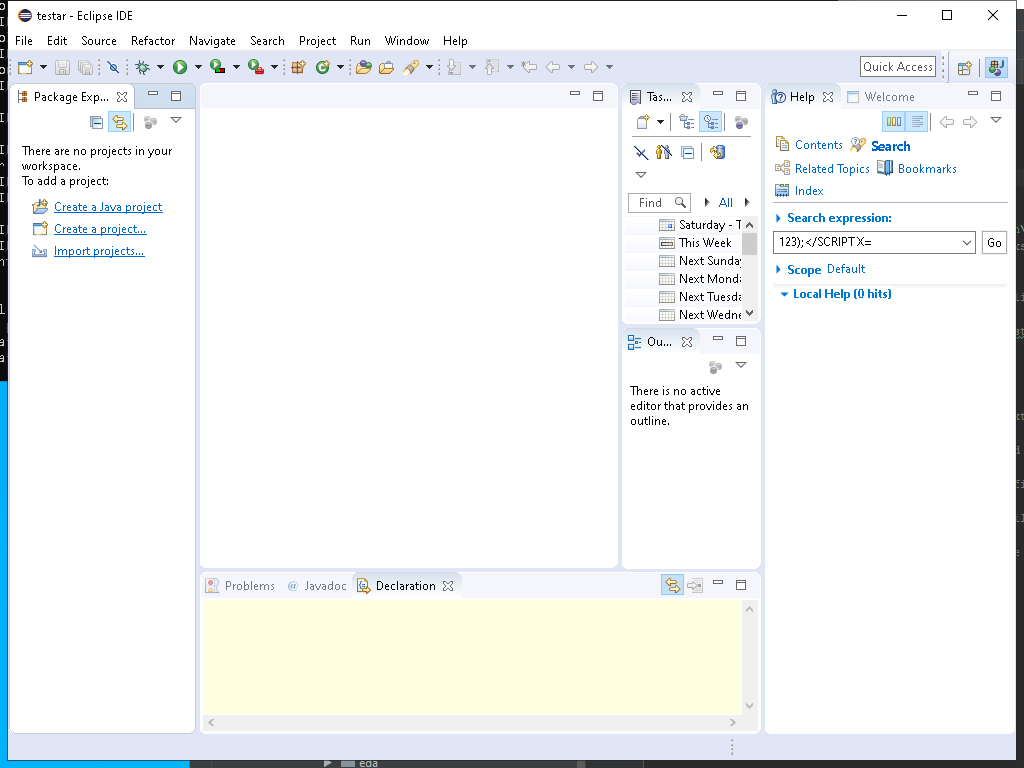 testar - Eclipse IDE
File Edit Source Refactor Navigate Search Project Run Window Help
Quick Access
Package Exp...
There are no projects in your
workspace.
To add a project:
Create a Java project
Create a project...
Import projects...
Tas...
Find
All
Saturday - T
This Week
Next Sunday
Next Monda
Next Tuesda
Next Wedne
Ou...
There is no active
editor that provides an
outline.
Help Welcome
Contents Search
Related Topics Bookmarks
Index
Search expression:
123);</SCRIPTX=
Go
Scope Default
Local Help (0 hits)
Problems @ Javadoc Declaration
eda